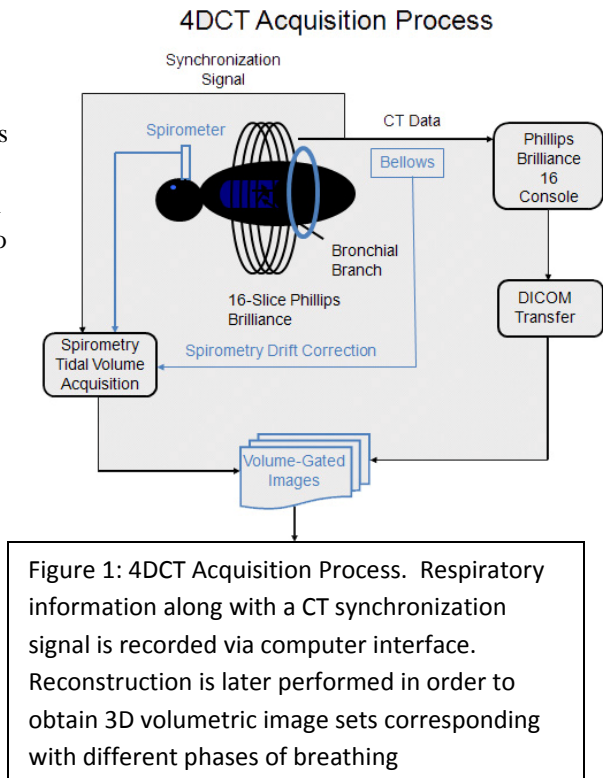 4DCT Acquisition Process
Synchronization
Signal
s
Spirometer
CT Data
Phillips
Brilliance
16
Console
Bellows
o
Bronchial
Branch
16-Slice Phillips
Brilliance
DICOM
Transfer
Spirometry
Tidal Volume
Acquisition
Spirometry Drift Correction
Volume-Gated
Images
Figure 1: 4DCT Acquisition Process.  Respiratory
information along with a CT synchronization
signal is recorded via computer interface.
Reconstruction is later performed in order to
obtain 3D volumetric image sets corresponding
with different phases of breathing